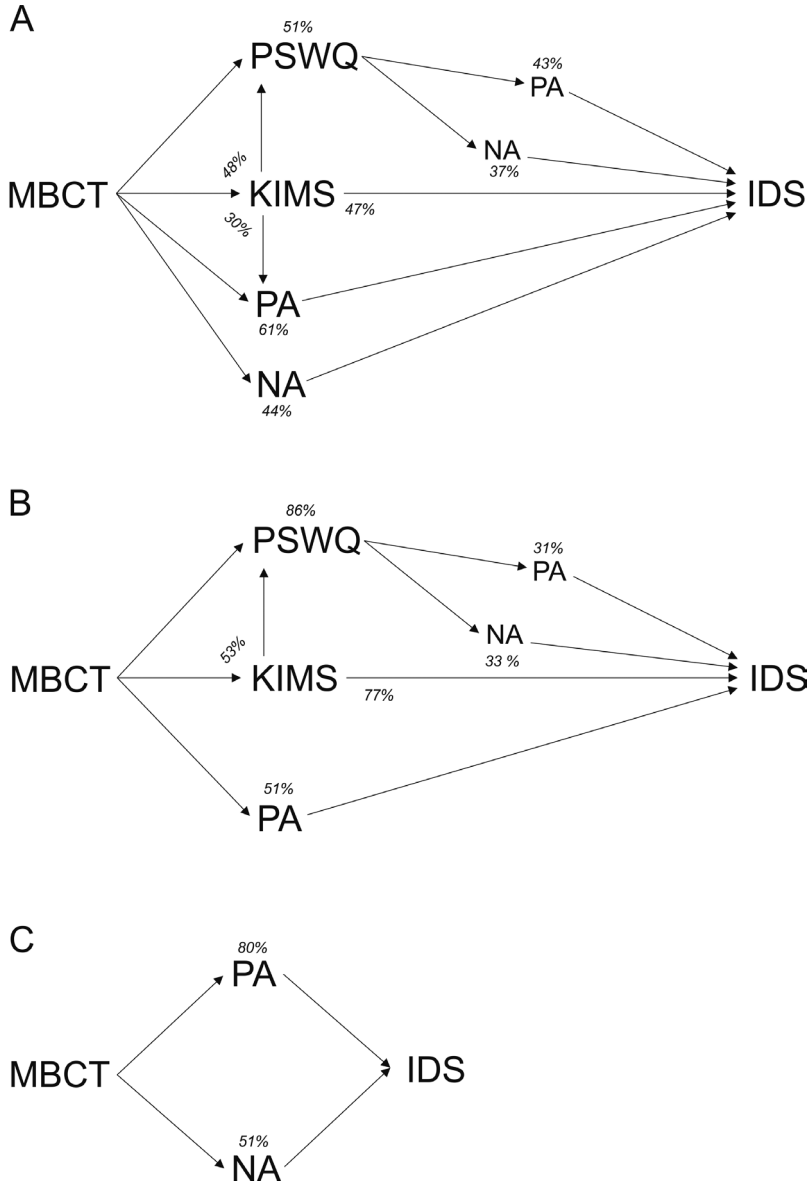 A
51%
PSWQ
43%
PA
NA
37%
48%
MBCT
KIMS
IDS
47%
30%
PA
61%
NA
44%
B
86%
PSWQ
31%
PA
NA
33 %
53%
MBCT
KIMS
IDS
77%
51%
PA
C
80%
PA
MBCT
IDS
51%
NA